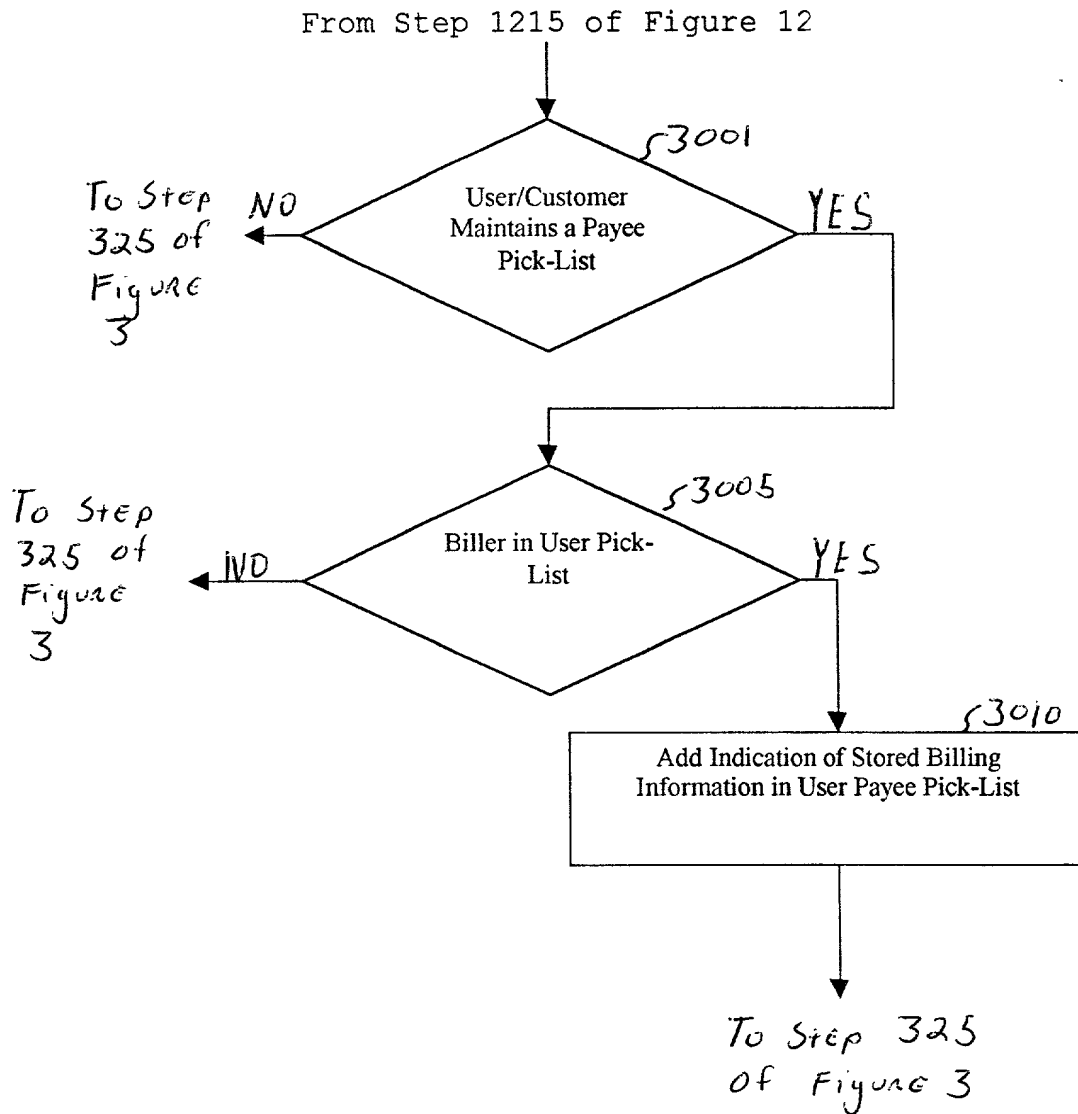 From Step 1215 of Figure 12
3001
To Step
325 of
Figure
3
NO
User/Customer
Maintains a Payee
Pick-List
YES
3005
To Step
325 of
Figure
3
NO
Biller in User Pick-
List
YES
3010
Add Indication of Stored Billing
Information in User Payee Pick-List
To Step 325
of Figure 3